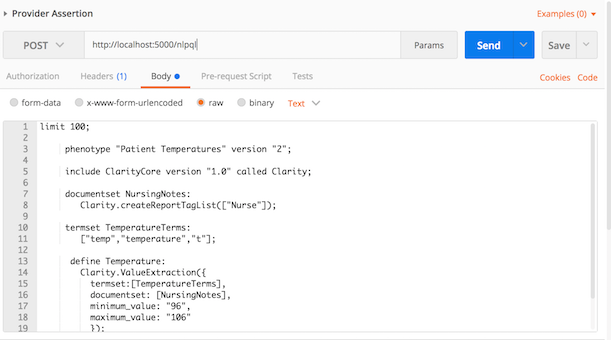 Provider Assertion
Examples (0)
POST
http://localhost:5000/nlpql
Params
Send
Save
Authorization
Headers (1)
Body
Pre-request Script
Tests
Cookies
Code
form-data
x-www-form-urlencoded
raw
binary
Text
1 limit 100;
2
3 phenotype "Patient Temperatures" version "2";
4
5 include ClarityCore version "1.0" called Clarity;
6
7 documentset NursingNotes:
8 Clarity.createReportTagList(["Nurse"]);
9
10 termset TemperatureTerms:
11 ["temp","temperature","t"];
12
13 define Temperature:
14 Clarity.ValueExtraction({
15 termset:[TemperatureTerms],
16 documentset: [NursingNotes],
17 minimum_value: "96",
18 maximum_value: "106"
19 });